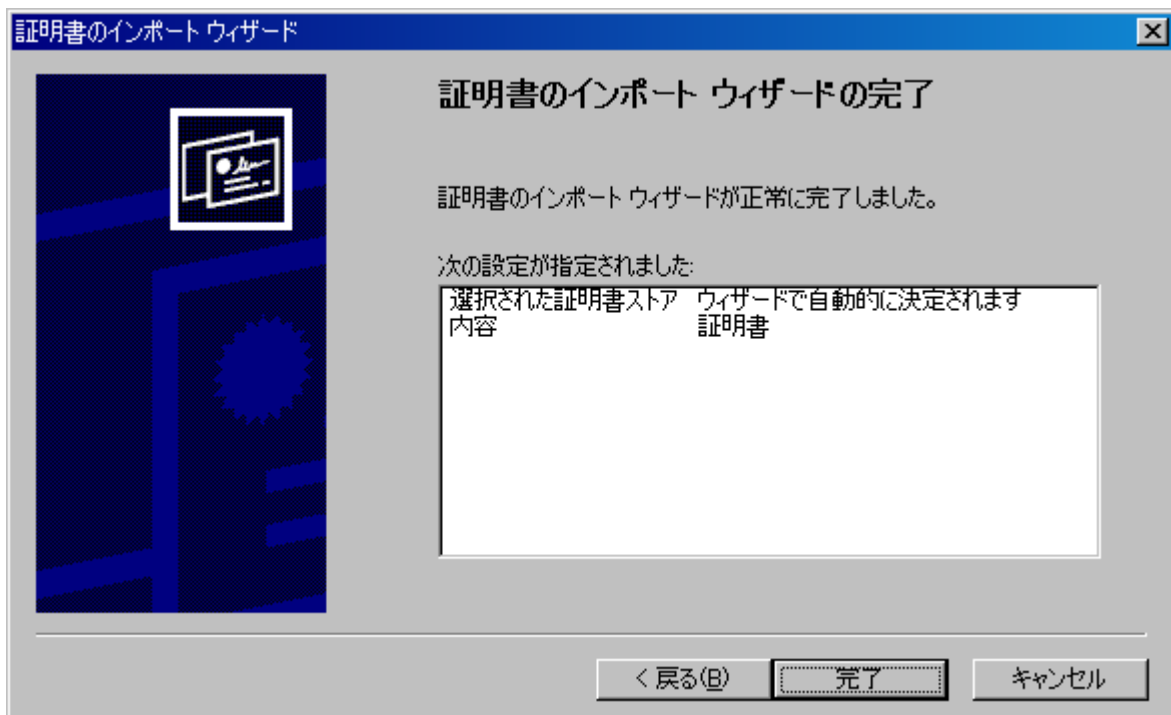 証明書のインポート ウィザード
証明書のインポート ウィザードの完了
証明書のインポート ウィザードが正常に完了しました。
次の設定が指定されました:
選択された証明書ストア ウィザードで自動的に決定されます
内容 証明書
< 戻る(B) 完了 キャンセル